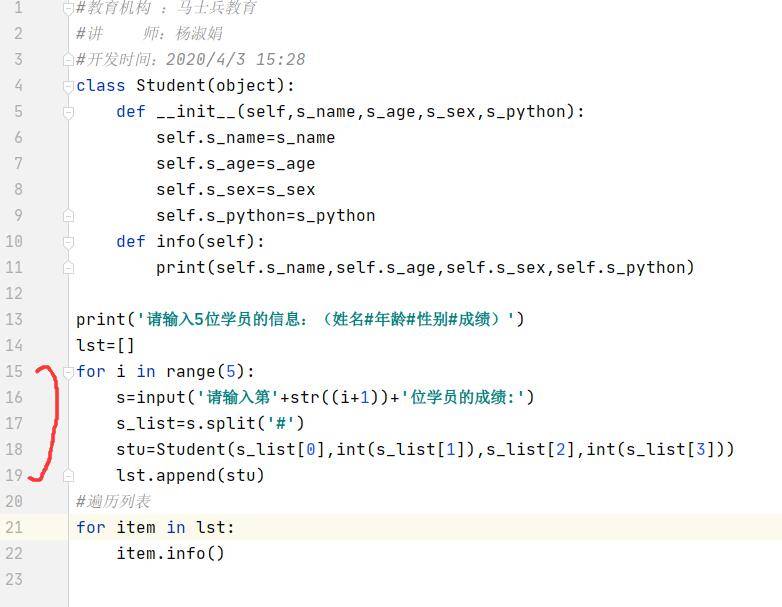 1 #教育机构 ：马士兵教育
2 #讲    师：杨淑娟
3 #开发时间：2020/4/3 15:28
4 class Student(object):
5     def __init__(self,s_name,s_age,s_sex,s_python):
6         self.s_name=s_name
7         self.s_age=s_age
8         self.s_sex=s_sex
9         self.s_python=s_python
10     def info(self):
11         print(self.s_name,self.s_age,self.s_sex,self.s_python)
12
13 print('请输入5位学员的信息：（姓名#年龄#性别#成绩）')
14 lst=[]
15 for i in range(5):
16     s=input('请输入第'+str((i+1))+'位学员的成绩:')
17     s_list=s.split('#')
18     stu=Student(s_list[0],int(s_list[1]),s_list[2],int(s_list[3]))
19     lst.append(stu)
20 #遍历列表
21 for item in lst:
22     item.info()
23